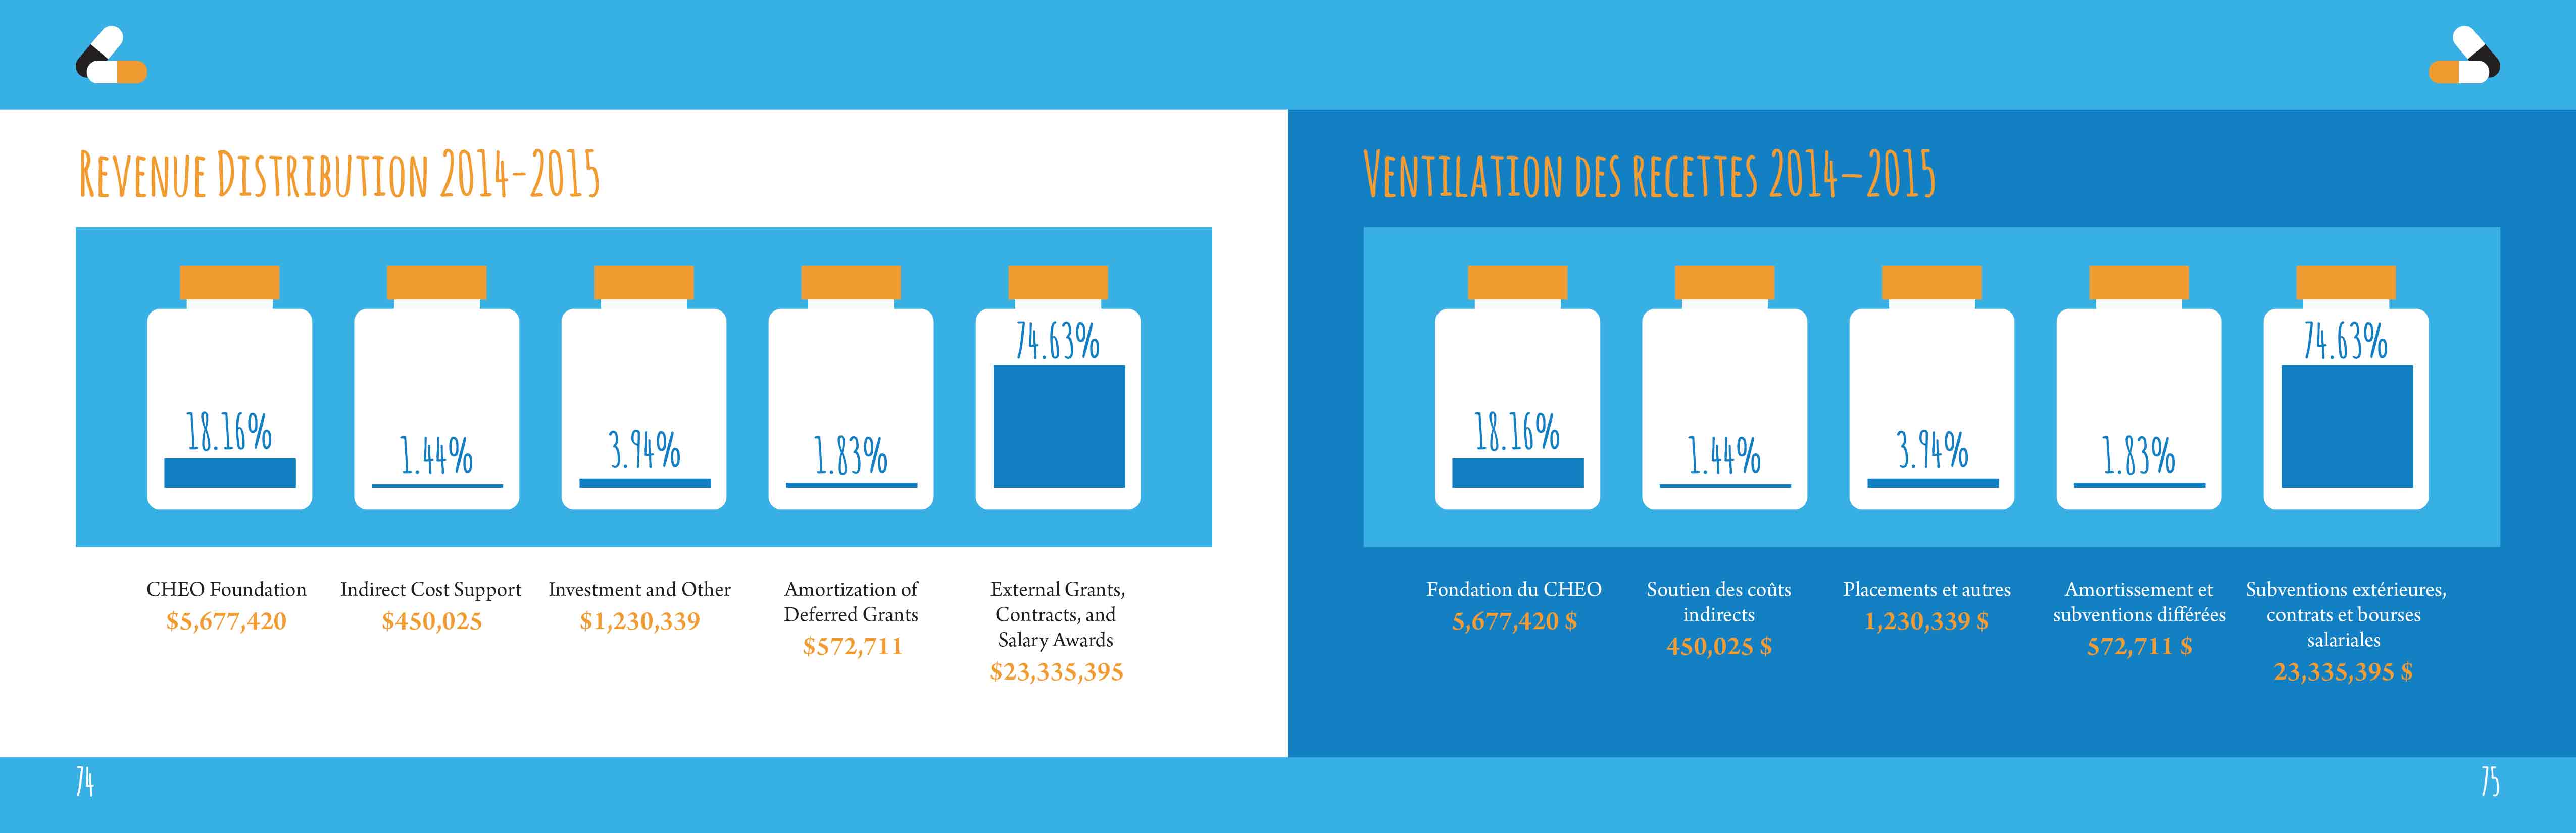 Revenue Distribution 2014-2015
18.16%
1.44%
3.94%
1.83%
74.63%
CHEO Foundation
$5,677,420
Indirect Cost Support
$450,025
Investment and Other
$1,230,339
Amortization of
Deferred Grants
$572,711
External Grants,
Contracts, and
Salary Awards
$23,335,395
74
Ventilation des recettes 2014–2015
18.16%
1.44%
3.94%
1.83%
74.63%
Fondation du CHEO
5,677,420 $
Soutien des coûts
indirects
450,025 $
Placements et autres
1,230,339 $
Amortissement et
subventions différées
572,711 $
Subventions extérieures,
contrats et bourses
salariales
23,335,395 $
75